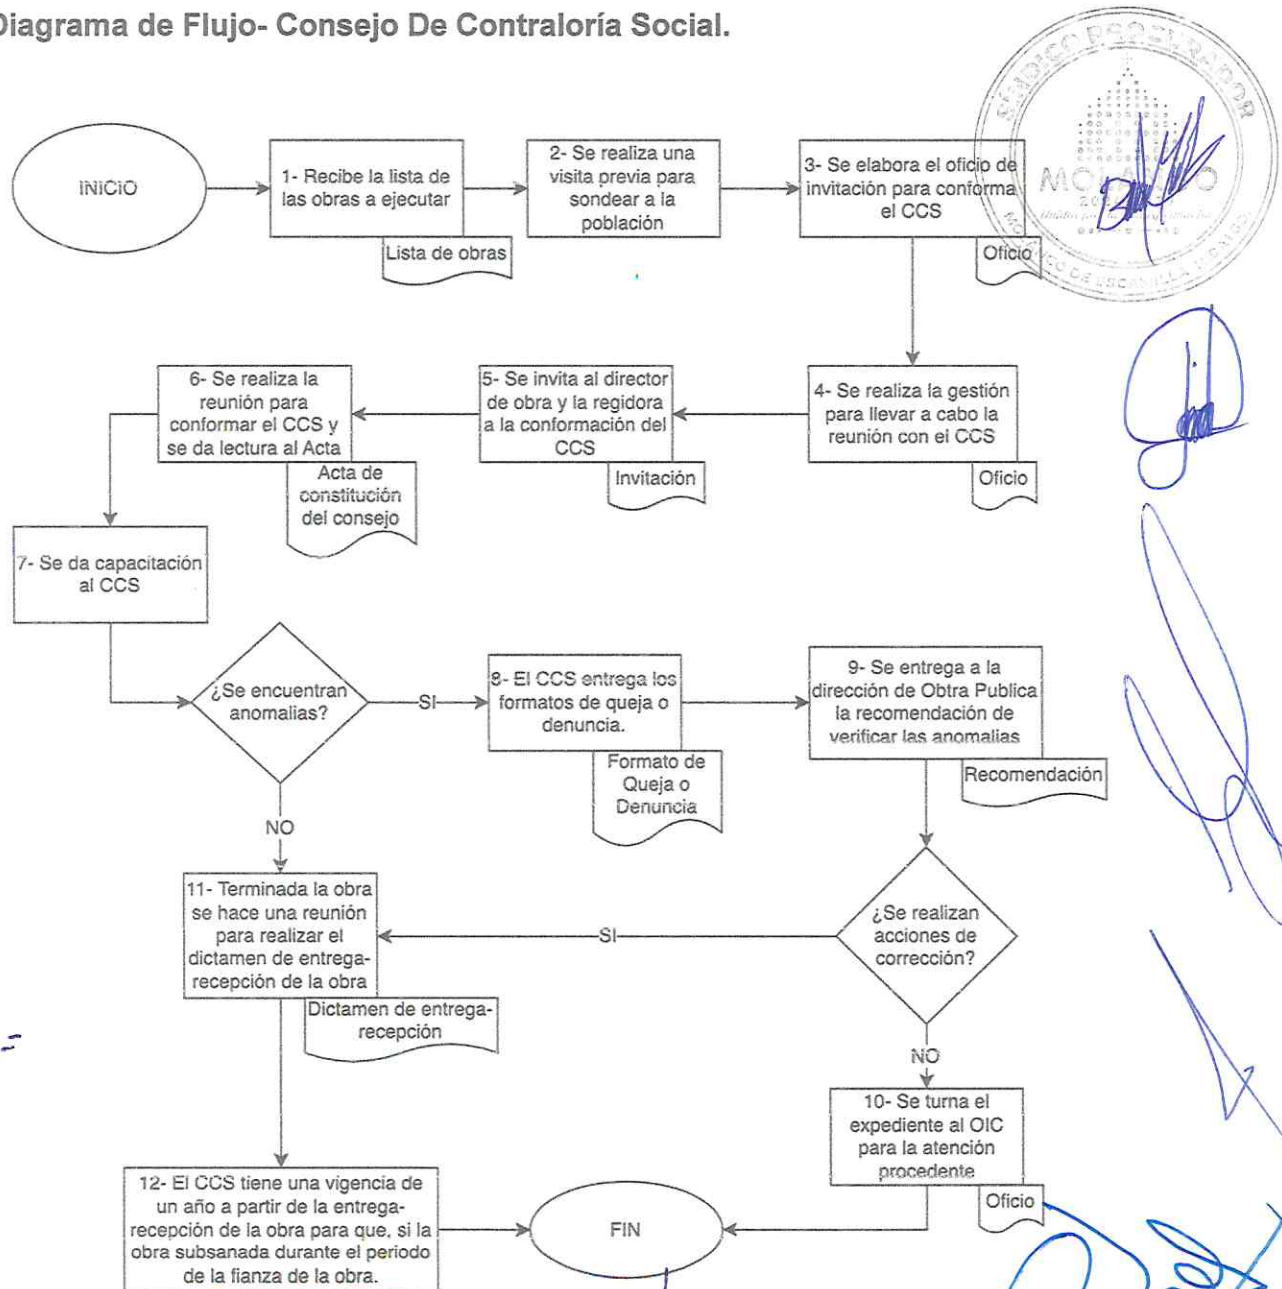 Diagrama de Flujo- Consejo De Contraloría Social.
INICIO
1- Recibe la lista de
las obras a ejecutar
Lista de obras
2- Se realiza una
visita previa para
sondear a la
población
3- Se elabora el oficio de
invitación para conforma
el CCS
Oficio
SÍNDICO PROCURADOR
4- Se realiza la gestión
para llevar a cabo la
reunión con el CCS
Oficio
5- Se invita al director
de obra y la regidora
a la conformación del
CCS
Invitación
6- Se realiza la
reunión para
conformar el CCS y
se da lectura al Acta
Acta de
constitución
del consejo
7- Se da capacitación
al CCS
¿Se encuentran
anomalias?
SI
8- El CCS entrega los
formatos de queja o
denuncia.
Formato de
Queja o
Denuncia
9- Se entrega a la
dirección de Obtra Publica
la recomendación de
verificar las anomalias
Recomendación
NO
¿Se realizan
acciones de
corrección?
SI
11- Terminada la obra
se hace una reunión
para realizar el
dictamen de entrega-
recepción de la obra
Dictamen de entrega-
recepción
NO
10- Se turna el
expediente al OIC
para la atención
procedente
Oficio
12- El CCS tiene una vigencia de
un año a partir de la entrega-
recepción de la obra para que, si la
obra subsanada durante el periodo
de la fianza de la obra.
FIN